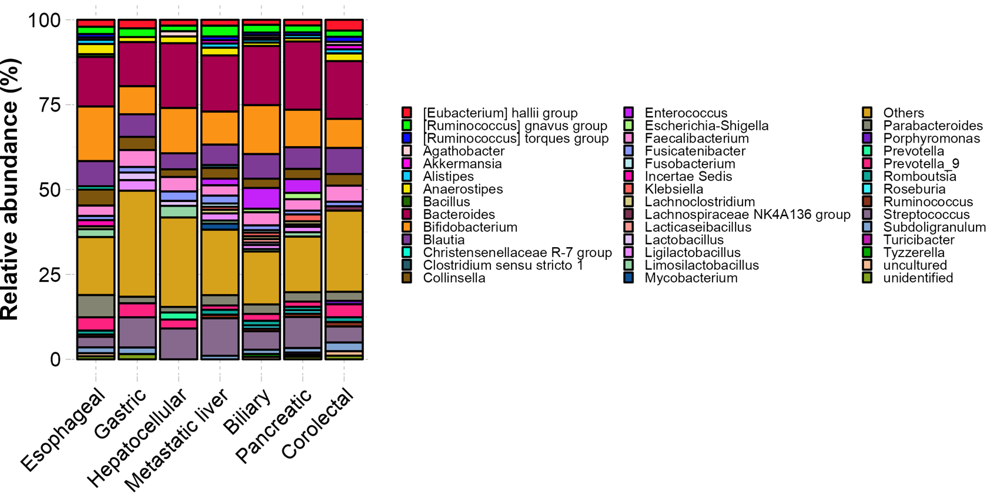 Relative abundance (%)
100
75
50
25
0
Esophageal
Gastric
Hepatocellular
Metastatic liver
Biliary
Pancreatic
Corolectal
[Eubacterium] hallii group
[Ruminococcus] gnavus group
[Ruminococcus] torques group
Agathobacter
Akkermansia
Alistipes
Anaerostipes
Bacillus
Bacteroides
Bifidobacterium
Blautia
Christensenellaceae R-7 group
Clostridium sensu stricto 1
Collinsella
Enterococcus
Escherichia-Shigella
Faecalibacterium
Fusicatenibacter
Fusobacterium
Incertae Sedis
Klebsiella
Lachnoclostridium
Lachnospiraceae NK4A136 group
Lacticaseibacillus
Lactobacillus
Ligilactobacillus
Limosilactobacillus
Mycobacterium
Others
Parabacteroides
Porphyromonas
Prevotella
Prevotella_9
Romboutsia
Roseburia
Ruminococcus
Streptococcus
Subdoligranulum
Turicibacter
Tyzzerella
uncultured
unidentified